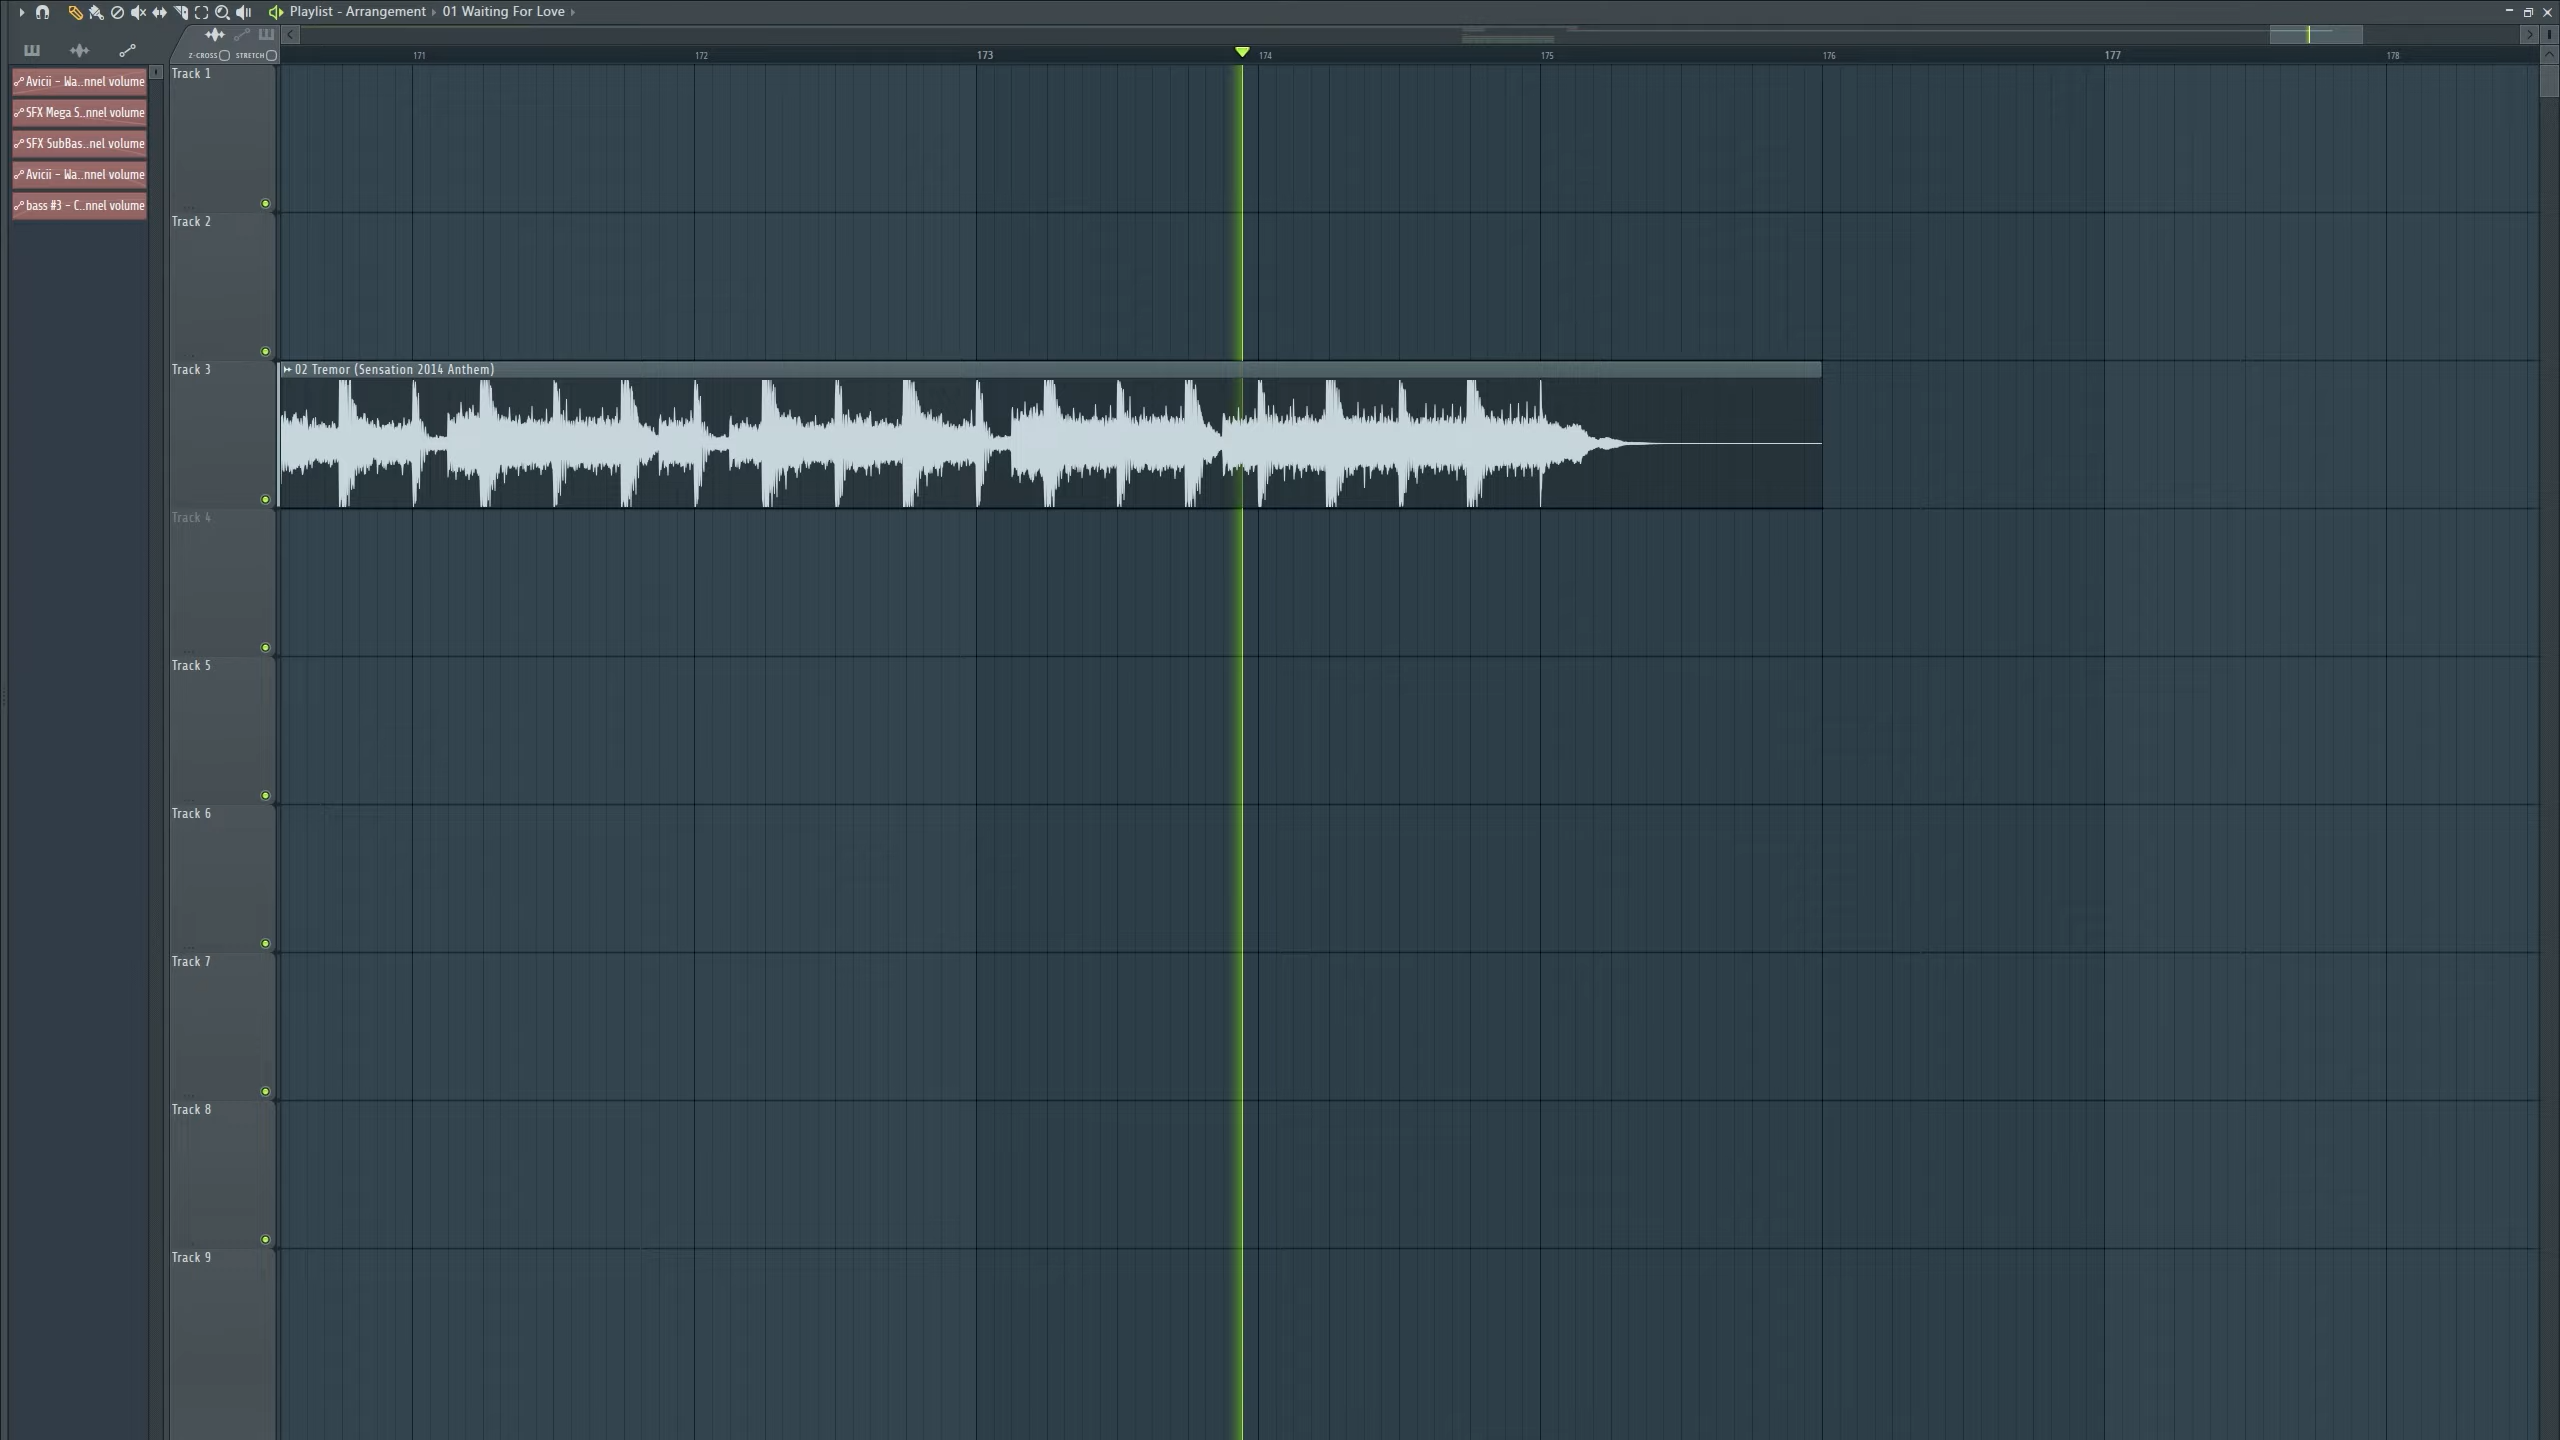 Playlist - Arrangement 01 Waiting For Love
Z-CROSS STRETCH
171 172 173 174 175 176 177 178
Avicii - Wa..nnel volume
SFX Mega S..nnel volume
SFX SubBas..nel volume
Avicii - Wa..nnel volume
bass #3 - C..nnel volume
Track 1
Track 2
Track 3
02 Tremor (Sensation 2014 Anthem)
Track 4
Track 5
Track 6
Track 7
Track 8
Track 9